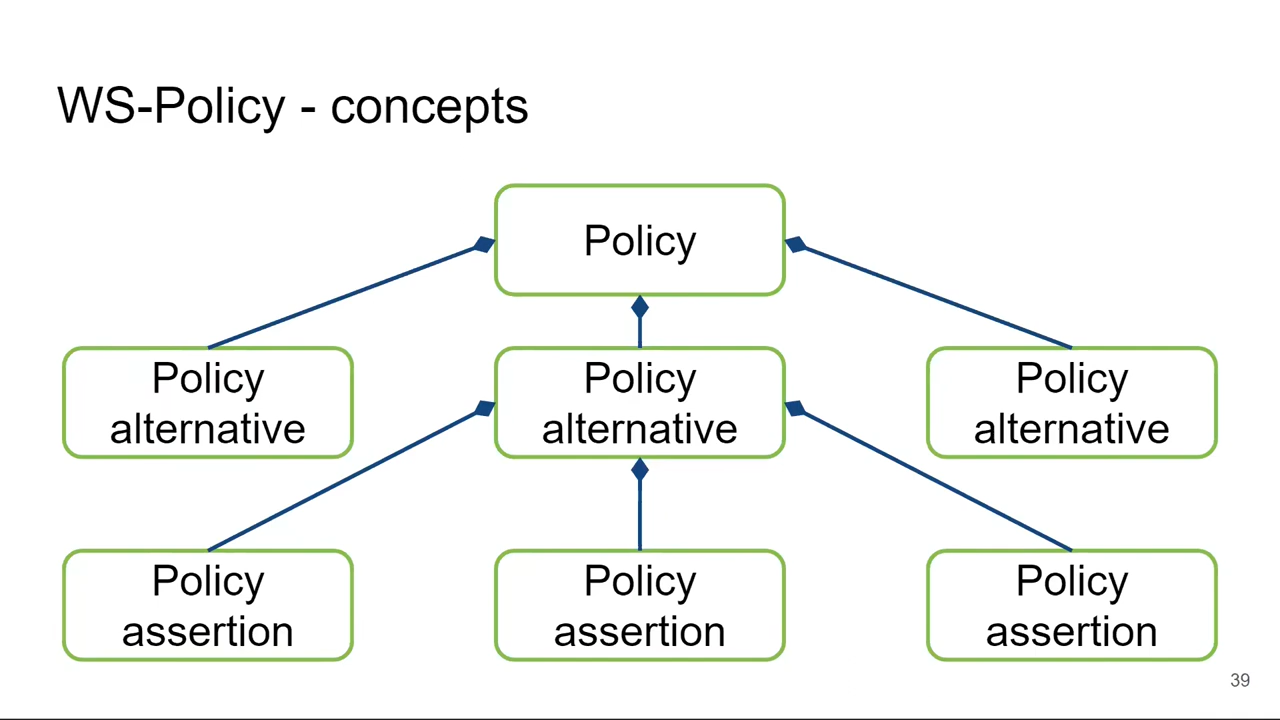 WS-Policy - concepts
Policy
Policy
alternative
Policy
alternative
Policy
alternative
Policy
assertion
Policy
assertion
Policy
assertion
39